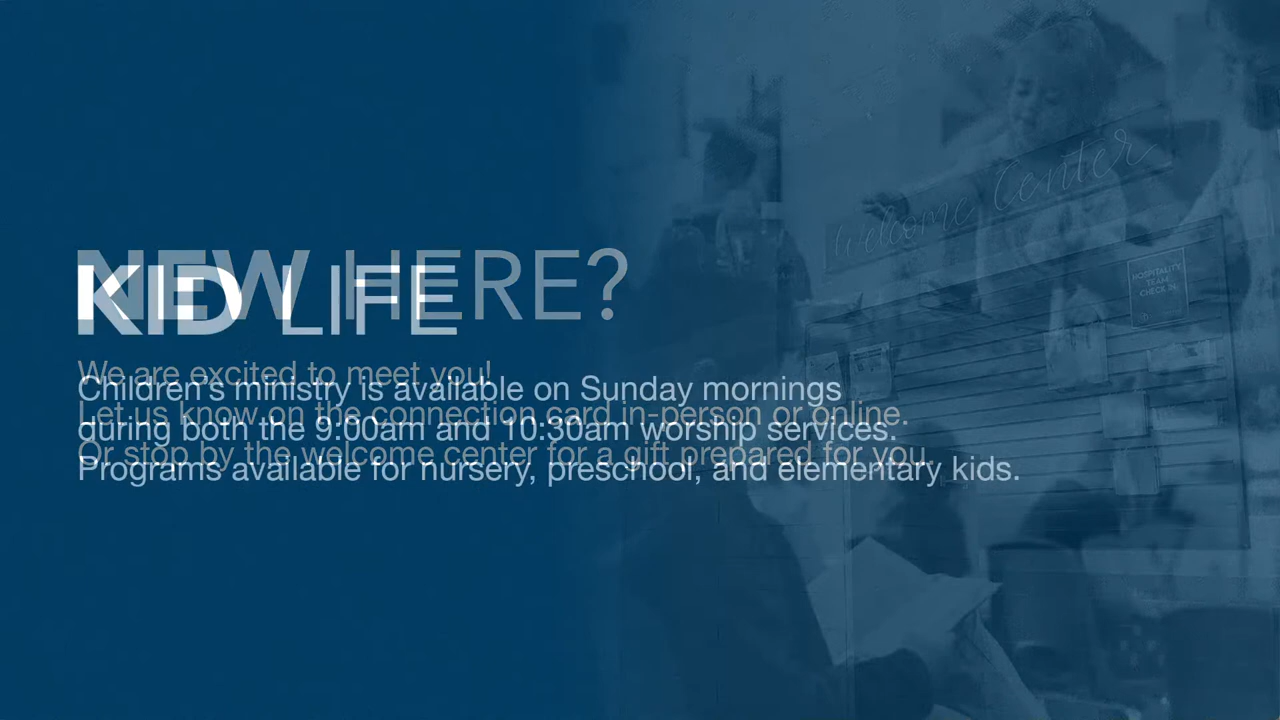 NEW HERE?
We are excited to meet you!
Let us know on the connection card in-person or online.
Or stop by the welcome center for a gift prepared for you.
KID LIFE
Children's ministry is available on Sunday mornings
during both the 9:00am and 10:30am worship services.
Programs available for nursery, preschool, and elementary kids.
Welcome Center
HOSPITALITY
TEAM
CHECK IN